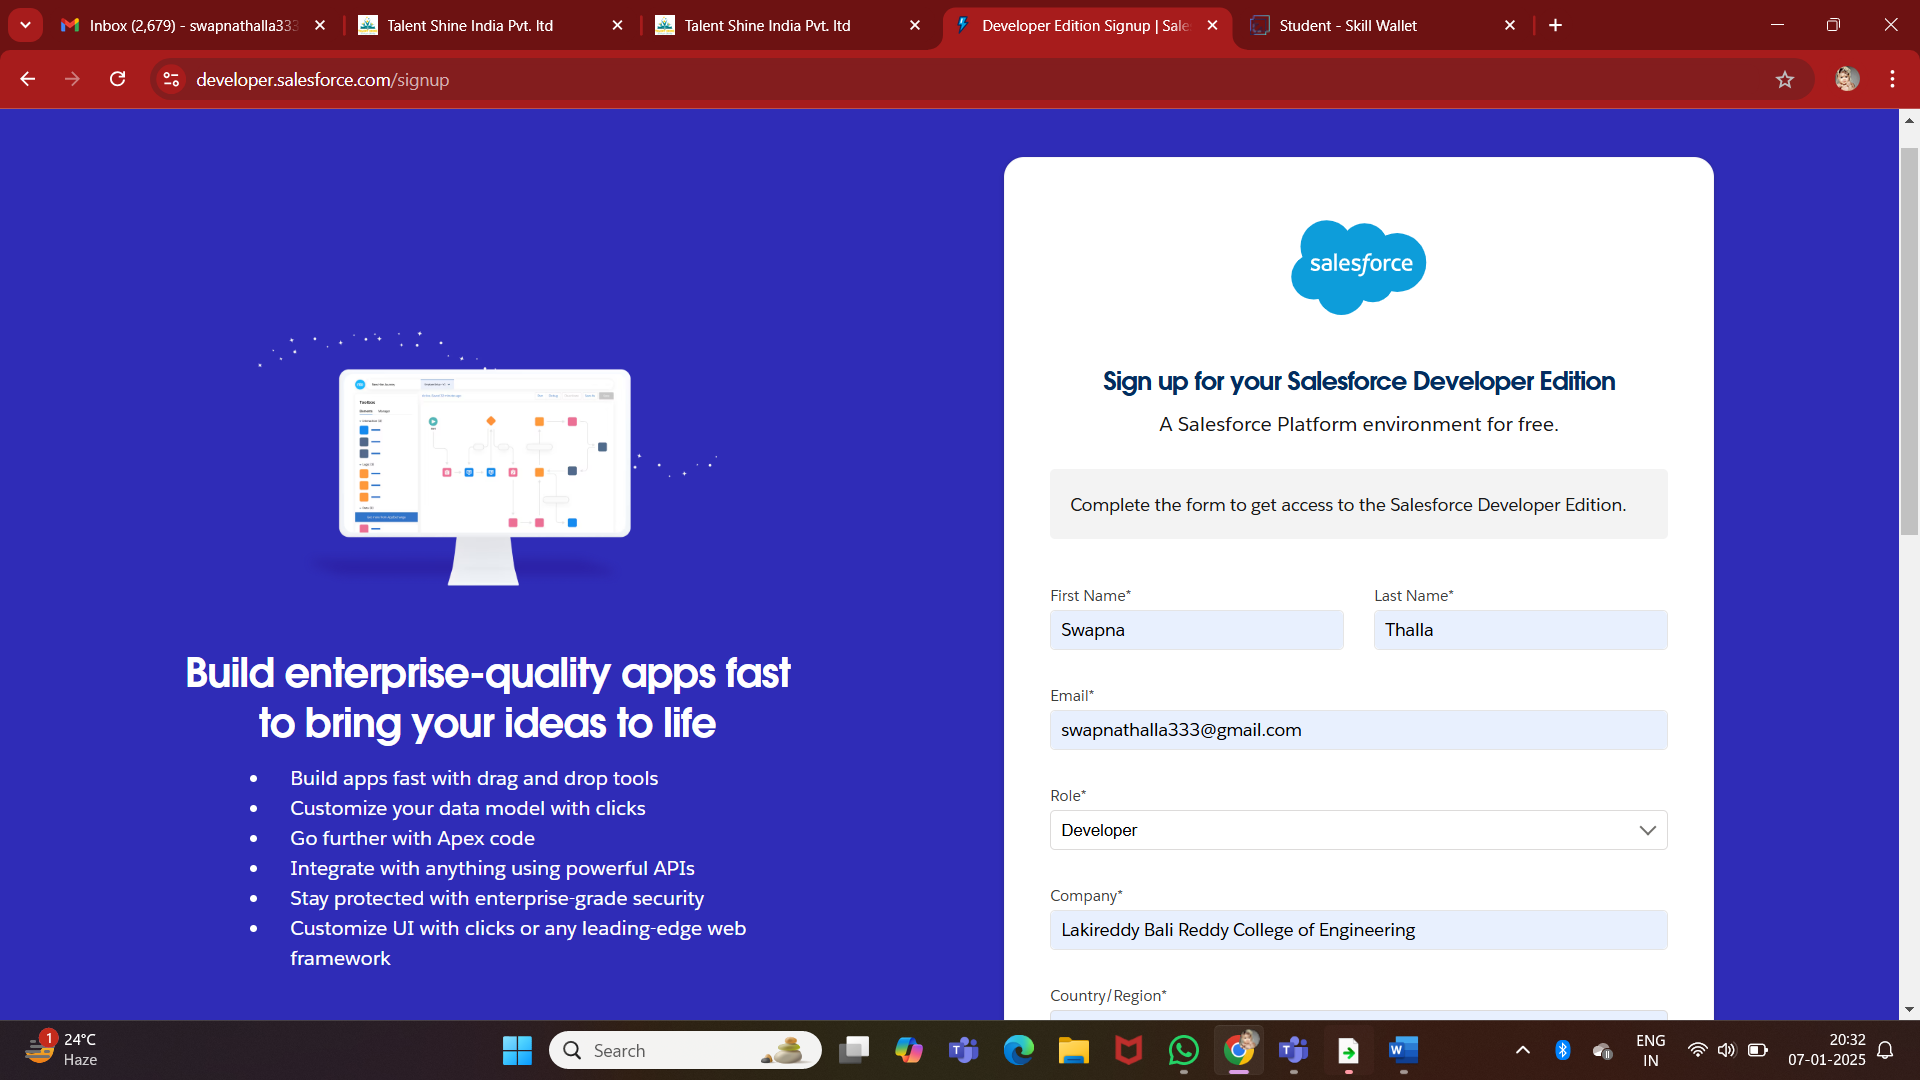 Inbox (2,679) - swapnathalla333
Talent Shine India Pvt. ltd
Talent Shine India Pvt. ltd
Developer Edition Signup | Sale
Student - Skill Wallet
developer.salesforce.com/signup
salesforce
Sign up for your Salesforce Developer Edition
A Salesforce Platform environment for free.
Complete the form to get access to the Salesforce Developer Edition.
First Name*
Last Name*
Swapna
Thalla
Email*
swapnathalla333@gmail.com
Role*
Developer
Company*
Lakireddy Bali Reddy College of Engineering
Country/Region*
Build enterprise-quality apps fast
to bring your ideas to life
• Build apps fast with drag and drop tools
• Customize your data model with clicks
• Go further with Apex code
• Integrate with anything using powerful APIs
• Stay protected with enterprise-grade security
• Customize UI with clicks or any leading-edge web
framework
1
24°C
Haze
Search
ENG
IN
20:32
07-01-2025